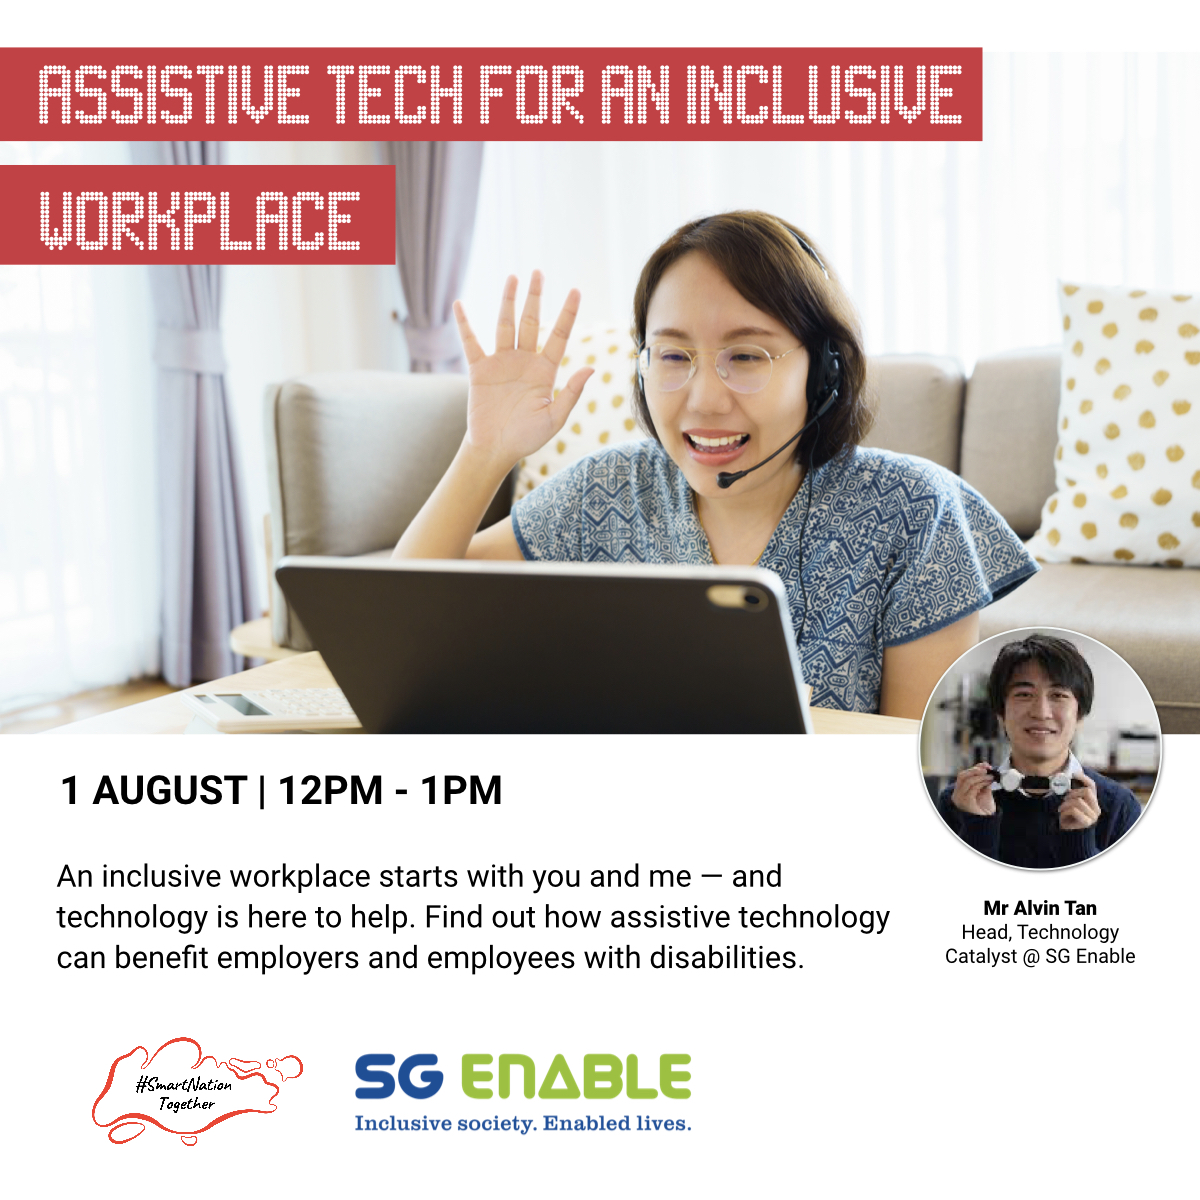 ASSISTIVE TECH FOR AN INCLUSIVE
WORKPLACE
1 AUGUST | 12PM - 1PM
An inclusive workplace starts with you and me — and
technology is here to help. Find out how assistive technology
can benefit employers and employees with disabilities.
Mr Alvin Tan
Head, Technology
Catalyst @ SG Enable
#SmartNation
Together
SG ENABLE
Inclusive society. Enabled lives.